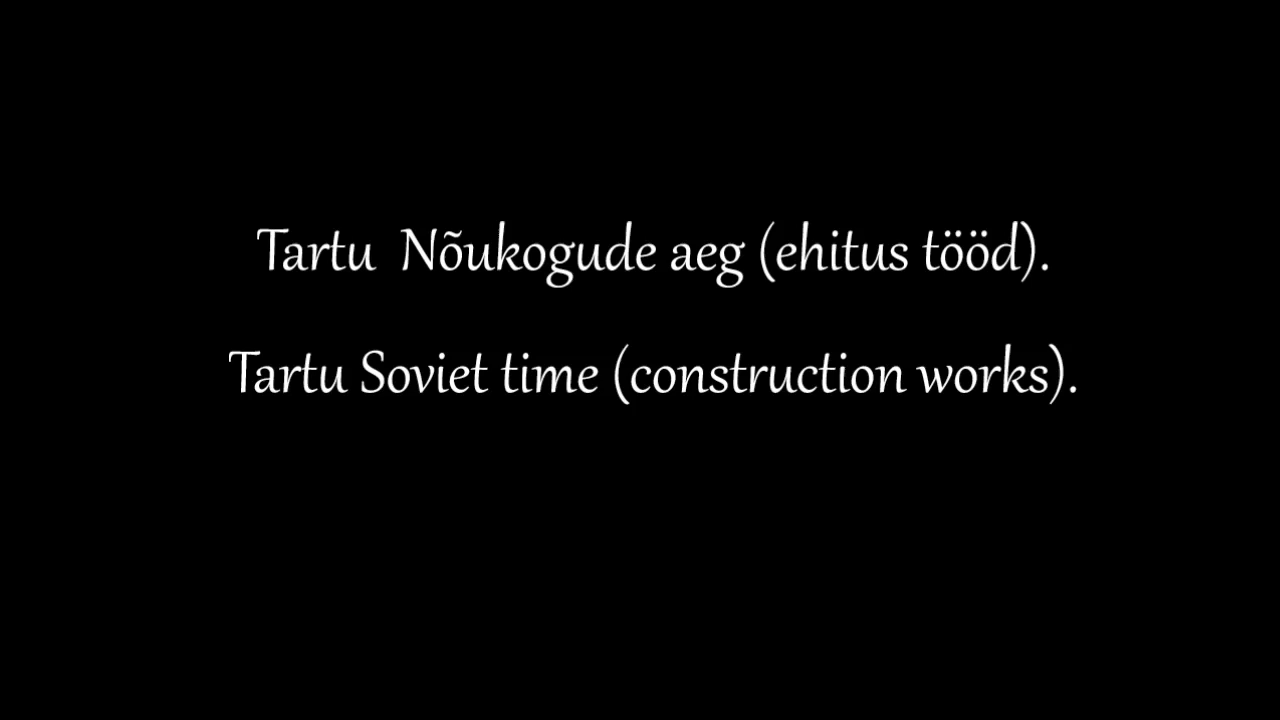 Tartu  Nõukogude aeg (ehitus tööd).
Tartu Soviet time (construction works).